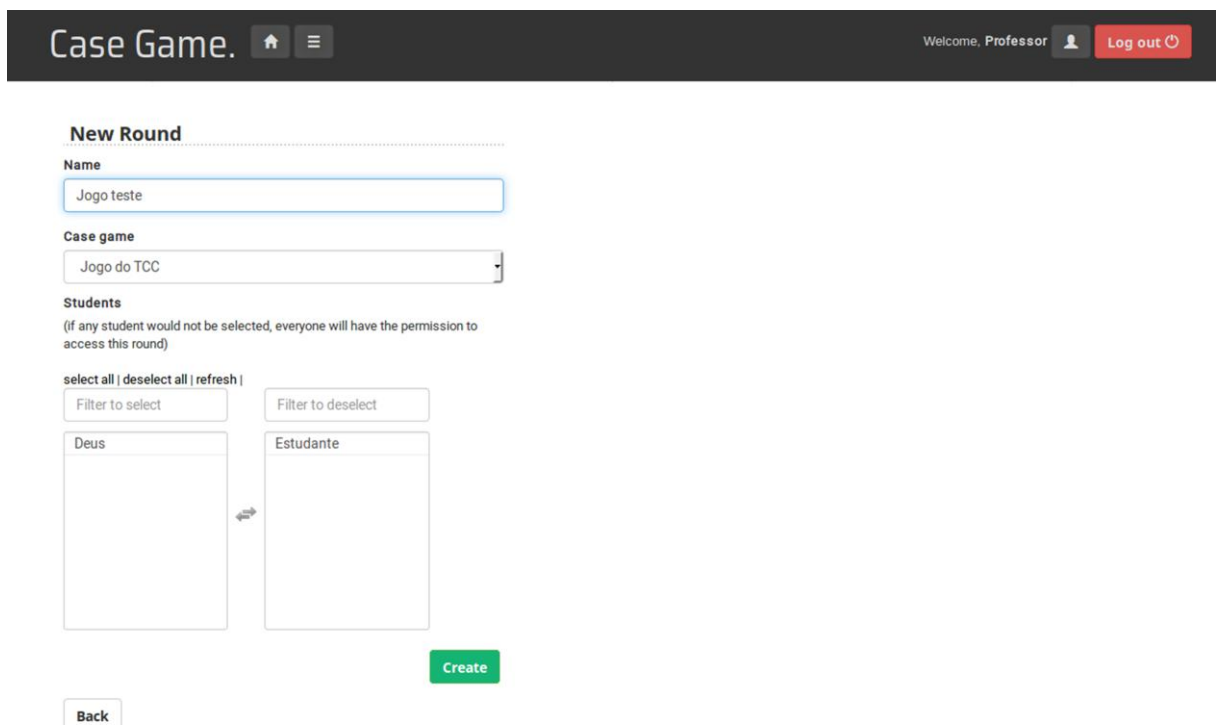 Case Game.
Welcome, Professor
Log out
New Round
Name
Jogo teste
Case game
Jogo do TCC
Students
(if any student would not be selected, everyone will have the permission to
access this round)
select all | deselect all | refresh |
Filter to select
Filter to deselect
Deus
Estudante
Create
Back